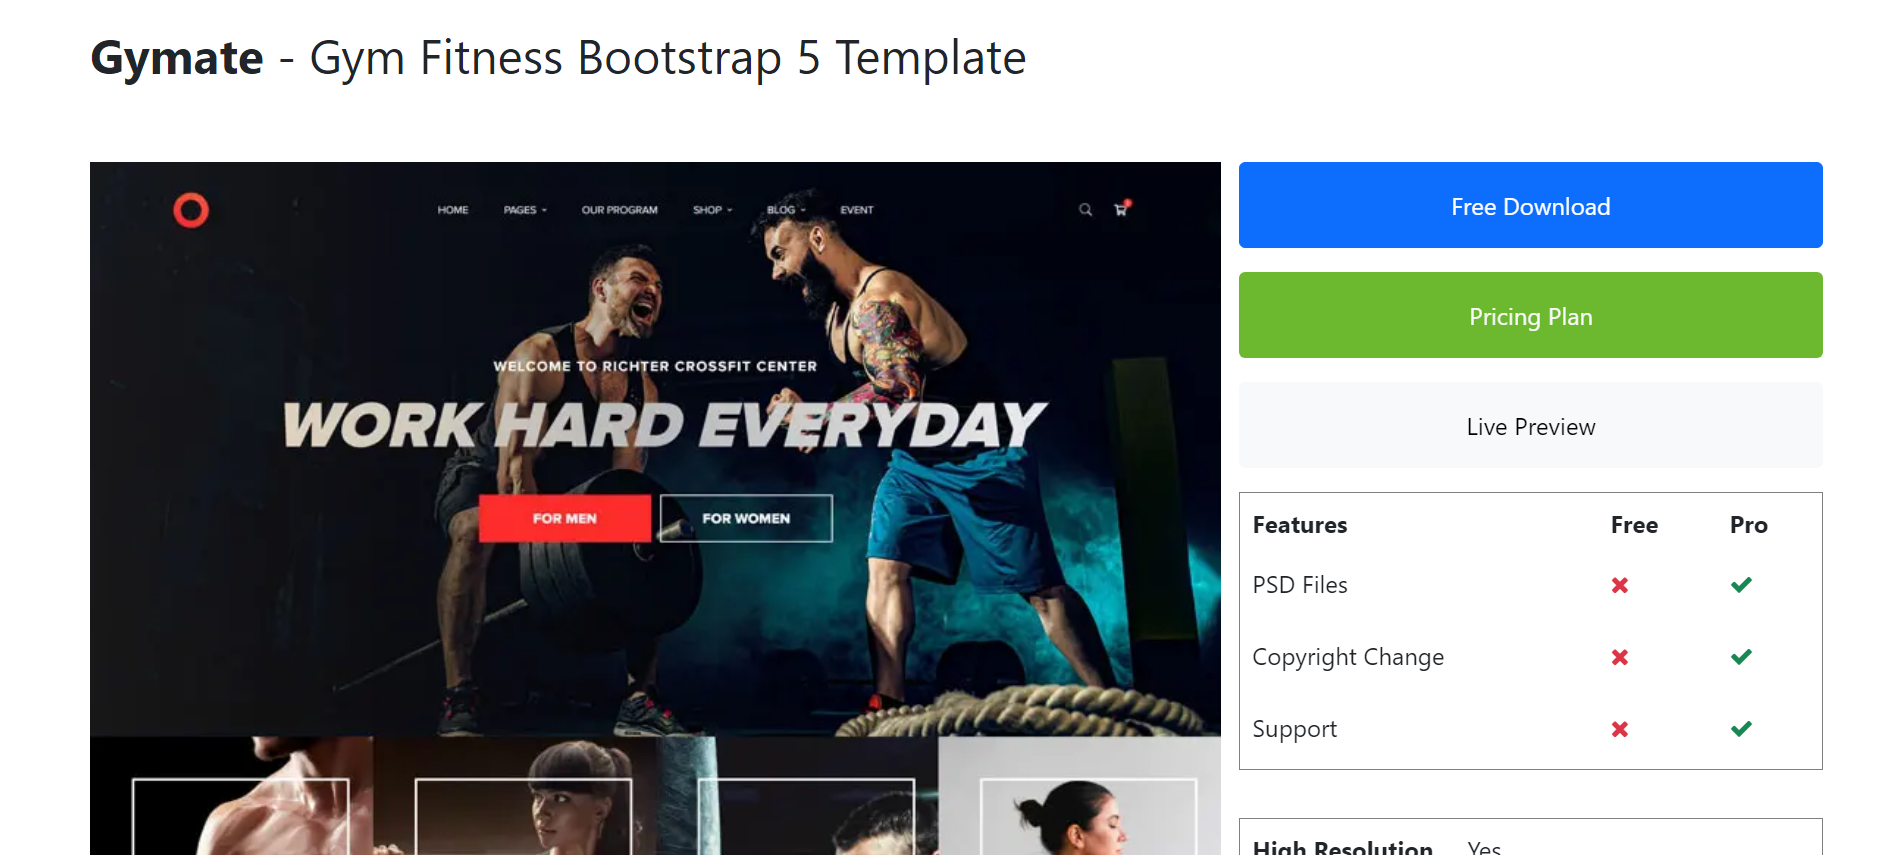 Gymate - Gym Fitness Bootstrap 5 Template
HOME PAGES OUR PROGRAM SHOP BLOG EVENT
WELCOME TO RICHTER CROSSFIT CENTER
WORK HARD EVERYDAY
FOR MEN FOR WOMEN
Free Download
Pricing Plan
Live Preview
Features Free Pro
PSD Files
Copyright Change
Support
High Resolution Yes